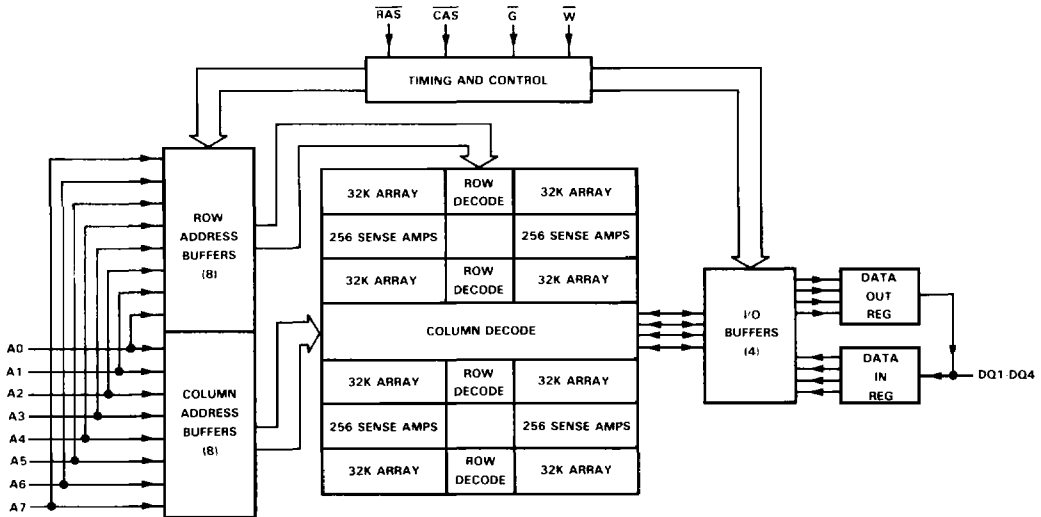 R̅A̅S̅ C̅A̅S̅ G̅ W̅
TIMING AND CONTROL
ROW
ADDRESS
BUFFERS
(8)
COLUMN
ADDRESS
BUFFERS
(8)
A0
A1
A2
A3
A4
A5
A6
A7
32K ARRAY
ROW
DECODE
32K ARRAY
256 SENSE AMPS
256 SENSE AMPS
32K ARRAY
ROW
DECODE
32K ARRAY
COLUMN DECODE
32K ARRAY
ROW
DECODE
32K ARRAY
256 SENSE AMPS
256 SENSE AMPS
32K ARRAY
ROW
DECODE
32K ARRAY
I/O
BUFFERS
(4)
DATA
OUT
REG
DATA
IN
REG
DQ1-DQ4